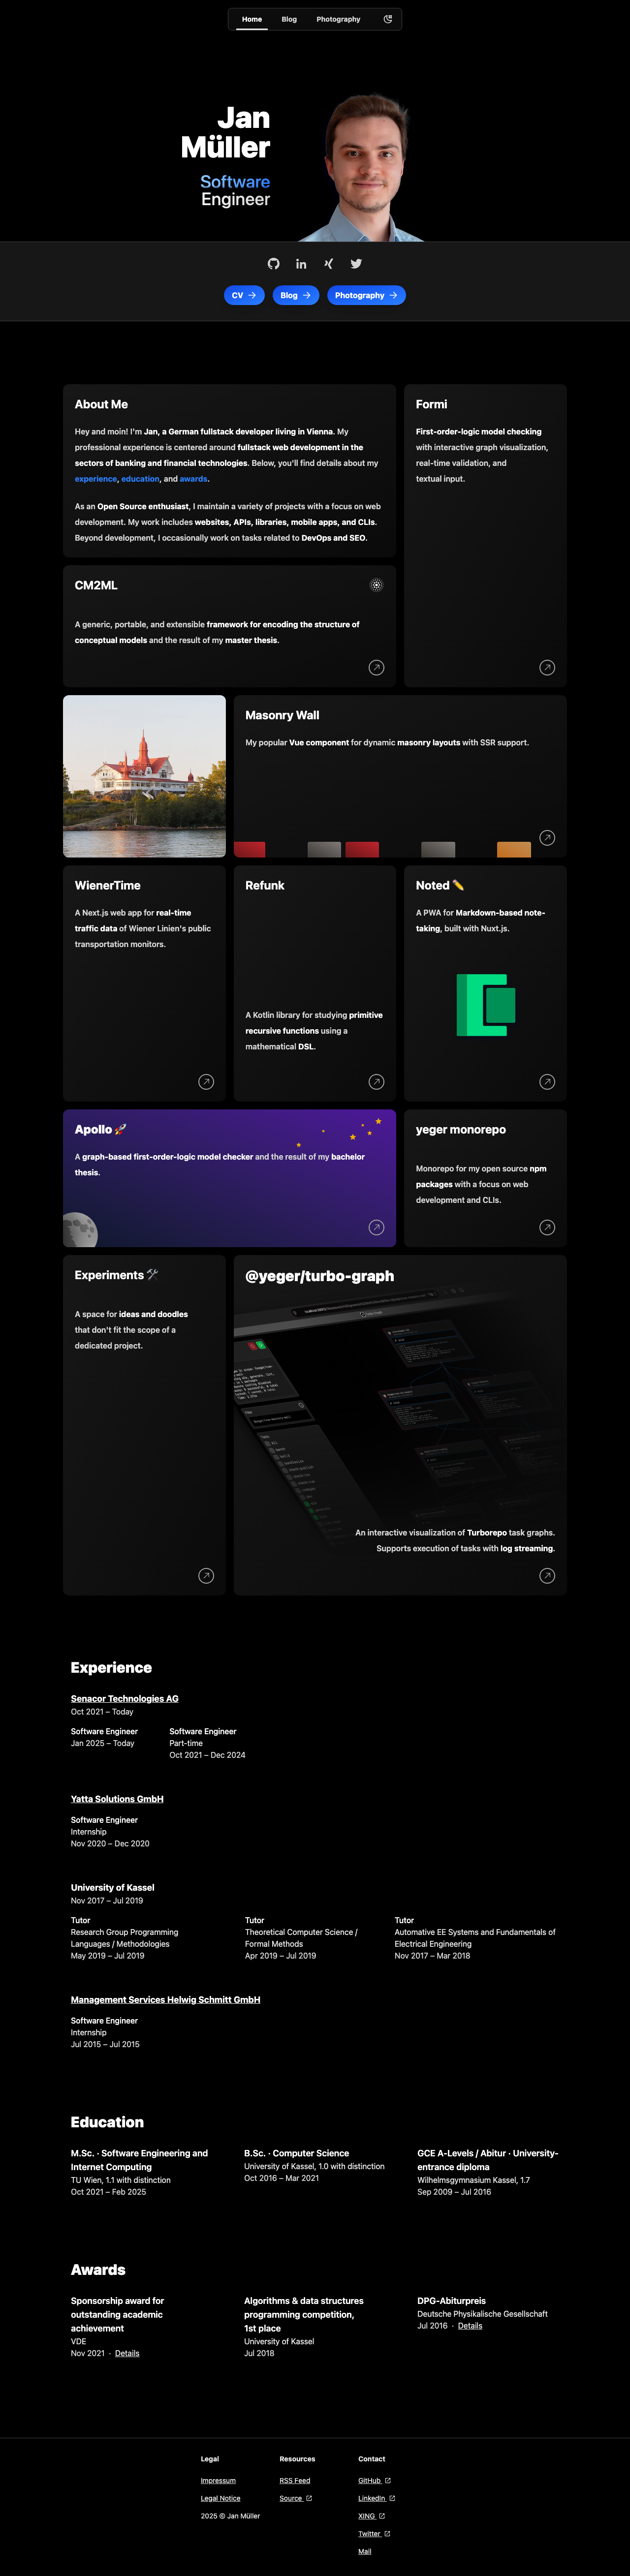 Home Blog Photography
Jan
Müller
Software
Engineer
CV Blog Photography
About Me
Hey and moin! I'm Jan, a German fullstack developer living in Vienna. My
professional experience is centered around fullstack web development in the
sectors of banking and financial technologies. Below, you'll find details about my
experience, education, and awards.
As an Open Source enthusiast, I maintain a variety of projects with a focus on web
development. My work includes websites, APIs, libraries, mobile apps, and CLIs.
Beyond development, I occasionally work on tasks related to DevOps and SEO.
Formi
First-order-logic model checking
with interactive graph visualization,
real-time validation, and
textual input.
CM2ML
A generic, portable, and extensible framework for encoding the structure of
conceptual models and the result of my master thesis.
Masonry Wall
My popular Vue component for dynamic masonry layouts with SSR support.
WienerTime
A Next.js web app for real-time
traffic data of Wiener Linien's public
transportation monitors.
Refunk
A Kotlin library for studying primitive
recursive functions using a
mathematical DSL.
Noted ✏️
A PWA for Markdown-based note-
taking, built with Nuxt.js.
Apollo 🚀
A graph-based first-order-logic model checker and the result of my bachelor
thesis.
yeger monorepo
Monorepo for my open source npm
packages with a focus on web
development and CLIs.
Experiments 🛠️
A space for ideas and doodles
that don't fit the scope of a
dedicated project.
@yeger/turbo-graph
An interactive visualization of Turborepo task graphs.
Supports execution of tasks with log streaming.
Experience
Senacor Technologies AG
Oct 2021 – Today
Software Engineer
Jan 2025 – Today
Software Engineer
Part-time
Oct 2021 – Dec 2024
Yatta Solutions GmbH
Software Engineer
Internship
Nov 2020 – Dec 2020
University of Kassel
Nov 2017 – Jul 2019
Tutor
Research Group Programming
Languages / Methodologies
May 2019 – Jul 2019
Tutor
Theoretical Computer Science /
Formal Methods
Apr 2019 – Jul 2019
Tutor
Automative EE Systems and Fundamentals of
Electrical Engineering
Nov 2017 – Mar 2018
Management Services Helwig Schmitt GmbH
Software Engineer
Internship
Jul 2015 – Jul 2015
Education
M.Sc. · Software Engineering and
Internet Computing
TU Wien, 1.1 with distinction
Oct 2021 – Feb 2025
B.Sc. · Computer Science
University of Kassel, 1.0 with distinction
Oct 2016 – Mar 2021
GCE A-Levels / Abitur · University-
entrance diploma
Wilhelmsgymnasium Kassel, 1.7
Sep 2009 – Jul 2016
Awards
Sponsorship award for
outstanding academic
achievement
VDE
Nov 2021 · Details
Algorithms & data structures
programming competition,
1st place
University of Kassel
Jul 2018
DPG-Abiturpreis
Deutsche Physikalische Gesellschaft
Jul 2016 · Details
Legal
Impressum
Legal Notice
2025 © Jan Müller
Resources
RSS Feed
Source
Contact
GitHub
LinkedIn
XING
Twitter
Mail